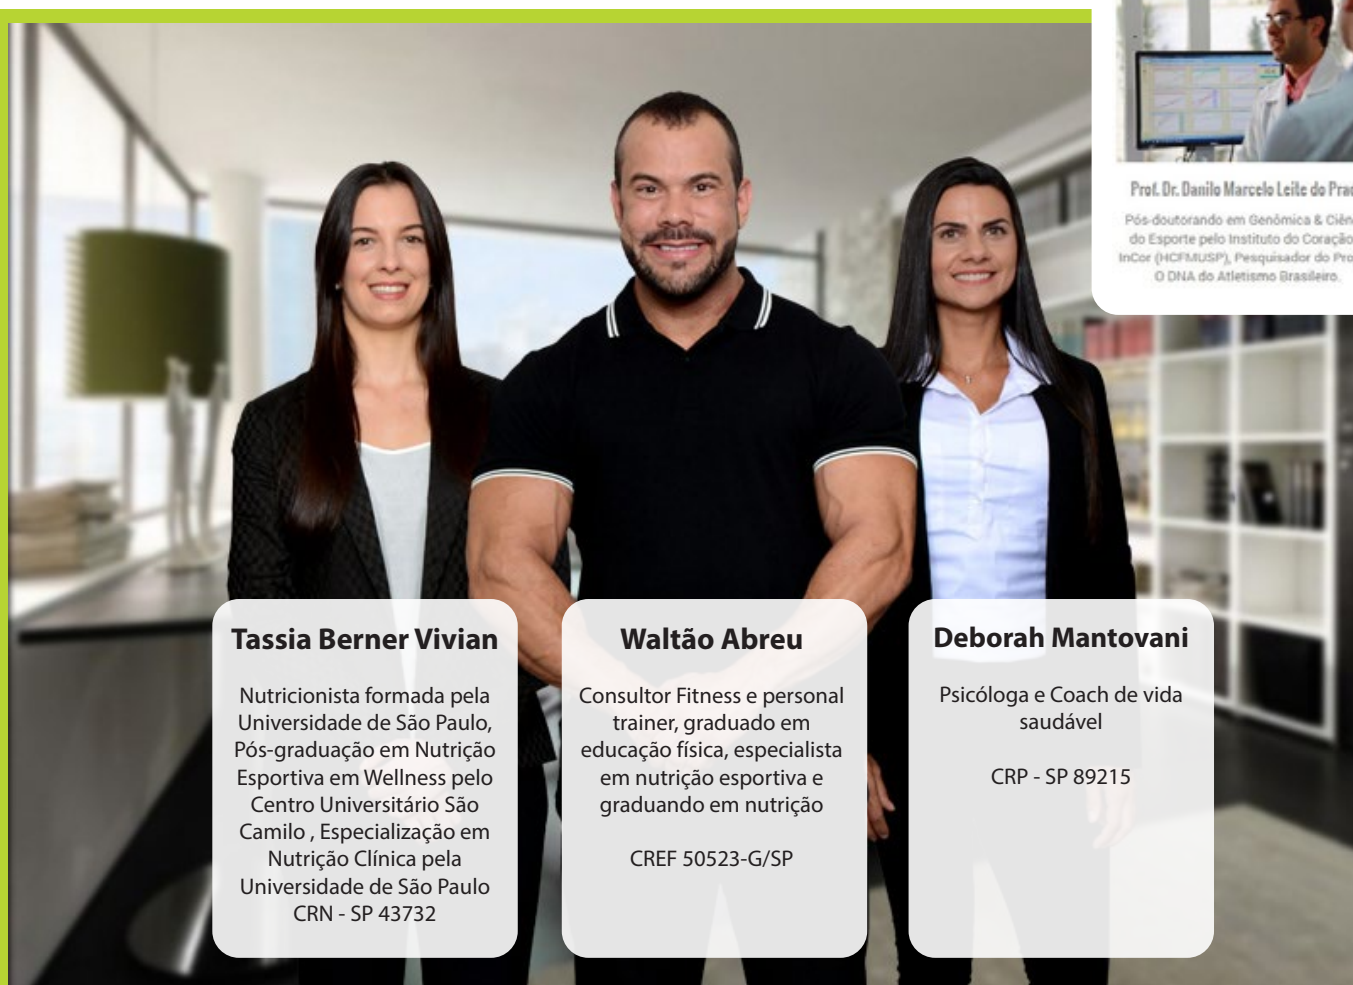 Prof. Dr. Danilo Marcelo Leite do
Pós-doutorando em Genômica &
do Esporte pelo Instituto do Coração
InCor (HCFMUSP), Pesquisador do
O DNA do Atletismo Brasileiro.
Tassia Berner Vivian
Nutricionista formada pela
Universidade de São Paulo,
Pós-graduação em Nutrição
Esportiva em Wellness pelo
Centro Universitário São
Camilo , Especialização em
Nutrição Clínica pela
Universidade de São Paulo
CRN - SP 43732
Waltão Abreu
Consultor Fitness e personal
trainer, graduado em
educação física, especialista
em nutrição esportiva e
graduando em nutrição
CREF 50523-G/SP
Deborah Mantovani
Psicóloga e Coach de vida
saudável
CRP - SP 89215